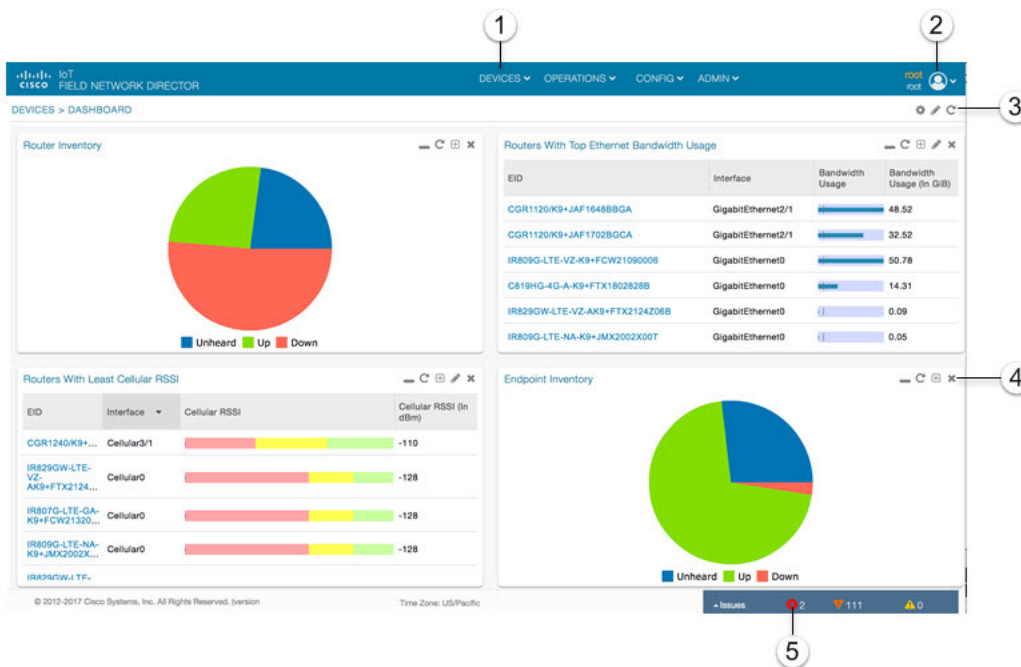 1
2
IoT
CISCO FIELD NETWORK DIRECTOR
DEVICES OPERATIONS CONFIG ADMIN
root
root
DEVICES > DASHBOARD
3
Router Inventory
Unheard Up Down
Routers With Top Ethernet Bandwidth Usage
EID Interface Bandwidth Usage Bandwidth Usage (In GiB)
CGR1120/K9+JAF1648BBGA GigabitEthernet2/1 48.52
CGR1120/K9+JAF1702BGCA GigabitEthernet2/1 32.52
IR809G-LTE-VZ-K9+FCW21090006 GigabitEthernet0 50.78
C819HG-4G-A-K9+FTX1802828B GigabitEthernet0 14.31
IR829GW-LTE-VZ-AK9+FTX2124Z06B GigabitEthernet0 0.09
IR809G-LTE-NA-K9+JMX2002X00T GigabitEthernet0 0.05
Routers With Least Cellular RSSI
EID Interface Cellular RSSI Cellular RSSI (In dBm)
CGR1240/K9+... Cellular3/1 -110
IR829GW-LTE-
VZ-
AK9+FTX2124... Cellular0 -128
IR807G-LTE-GA-
K9+FCW21320... Cellular0 -128
IR809G-LTE-NA-
K9+JMX2002X... Cellular0 -128
IR829GW-LTE-
Endpoint Inventory
4
Unheard Up Down
© 2012-2017 Cisco Systems, Inc. All Rights Reserved. (version
Time Zone: US/Pacific
Issues 2 111 0
5